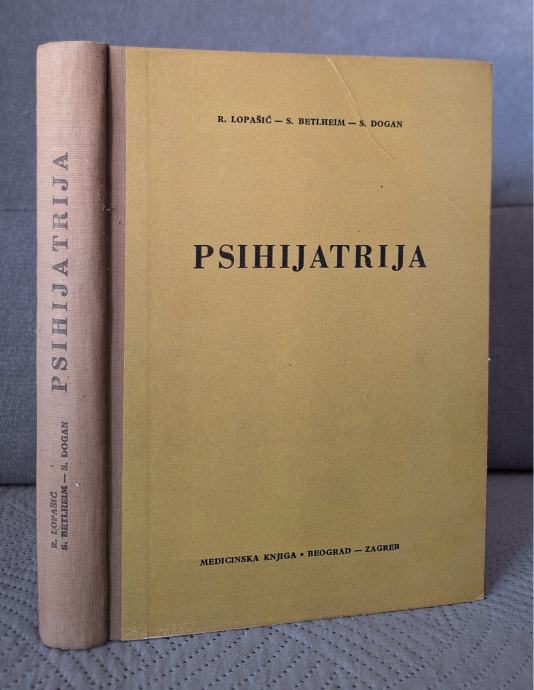 R. LOPAŠIĆ — S. BETLHEIM — S. DOGAN
PSIHIJATRIJA
MEDICINSKA KNJIGA • BEOGRAD — ZAGREB
R. LOPAŠIĆ
S. BETLHEIM — S. DOGAN
PSIHIJATRIJA